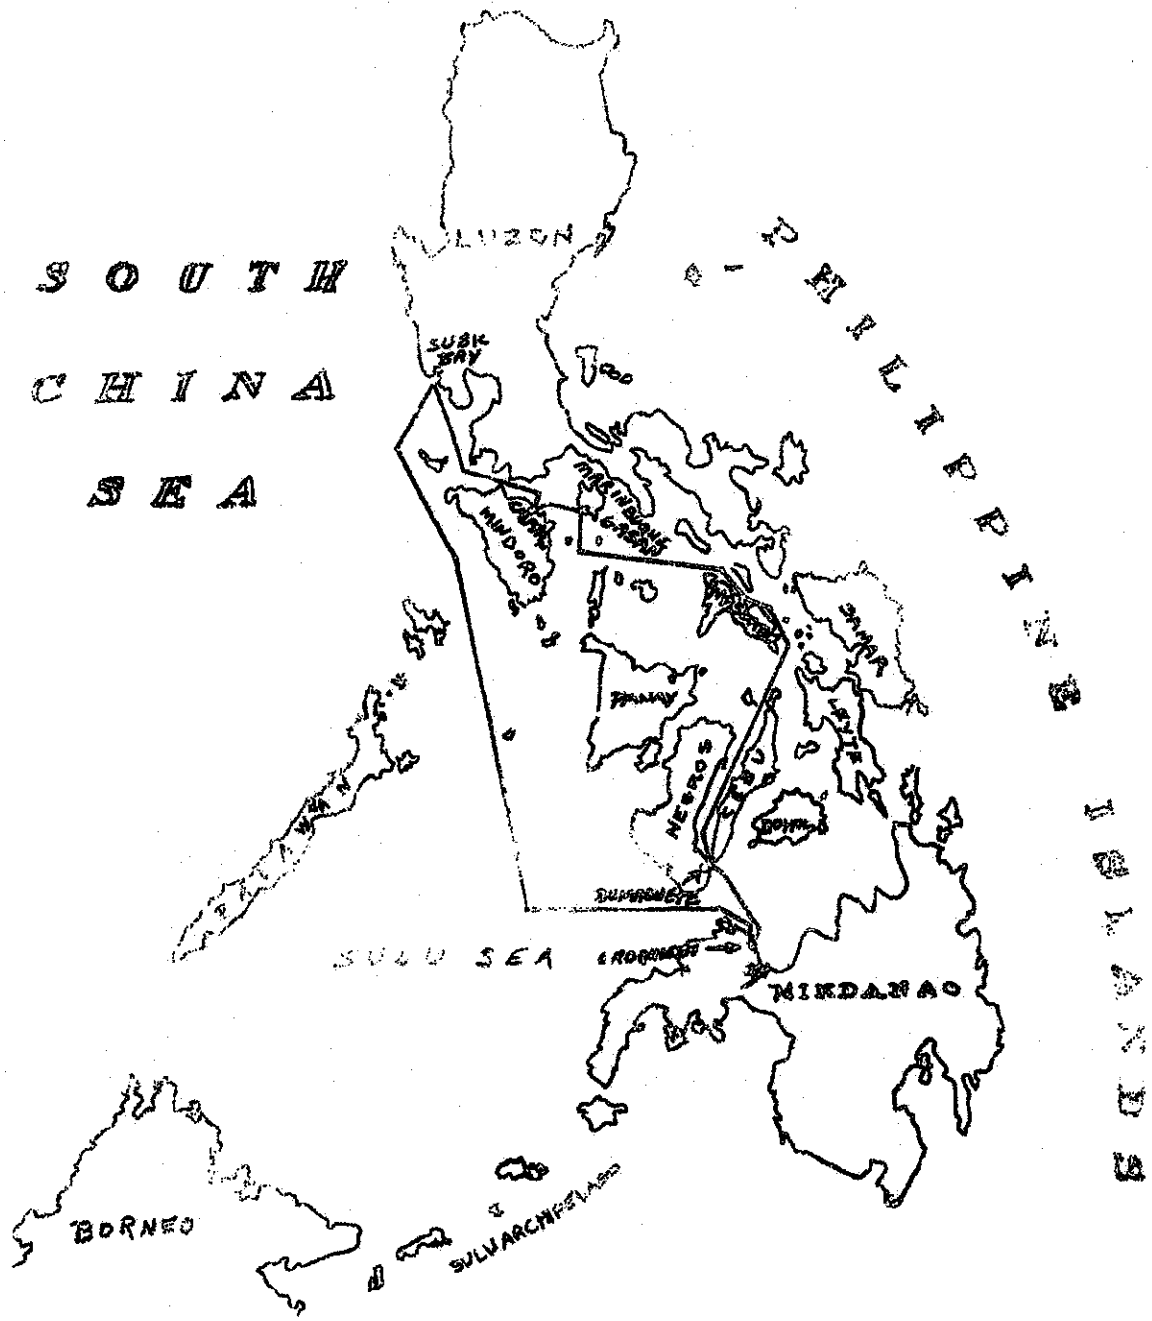 LUZON
PHILIPPINE ISLANDS
SOUTH
CHINA
SEA
SUBIC
BAY
MARINDUQUE
GASAN
MINDORO
SAMAR
PANAY
LEYTE
NEGROS
CEBU
BOHOL
PALAWAN
DUMAGUETE
SULU SEA
MINDANAO
BORNEO
SULU ARCHIPELAGO